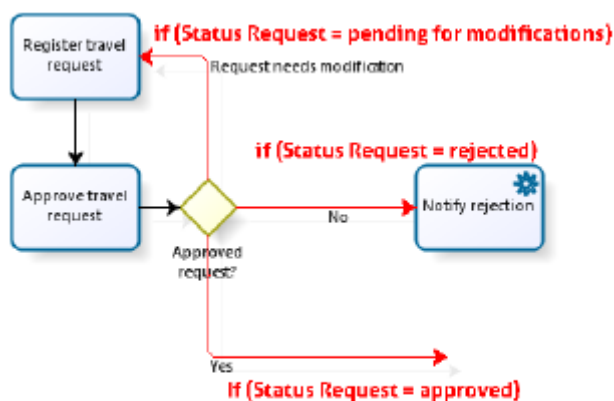 if (Status Request = pending for modifications)
Register travel
request
Request needs modification
if (Status Request = rejected)
Approve travel
request
Notify rejection
No
Approved
request?
Yes
If (Status Request = approved)